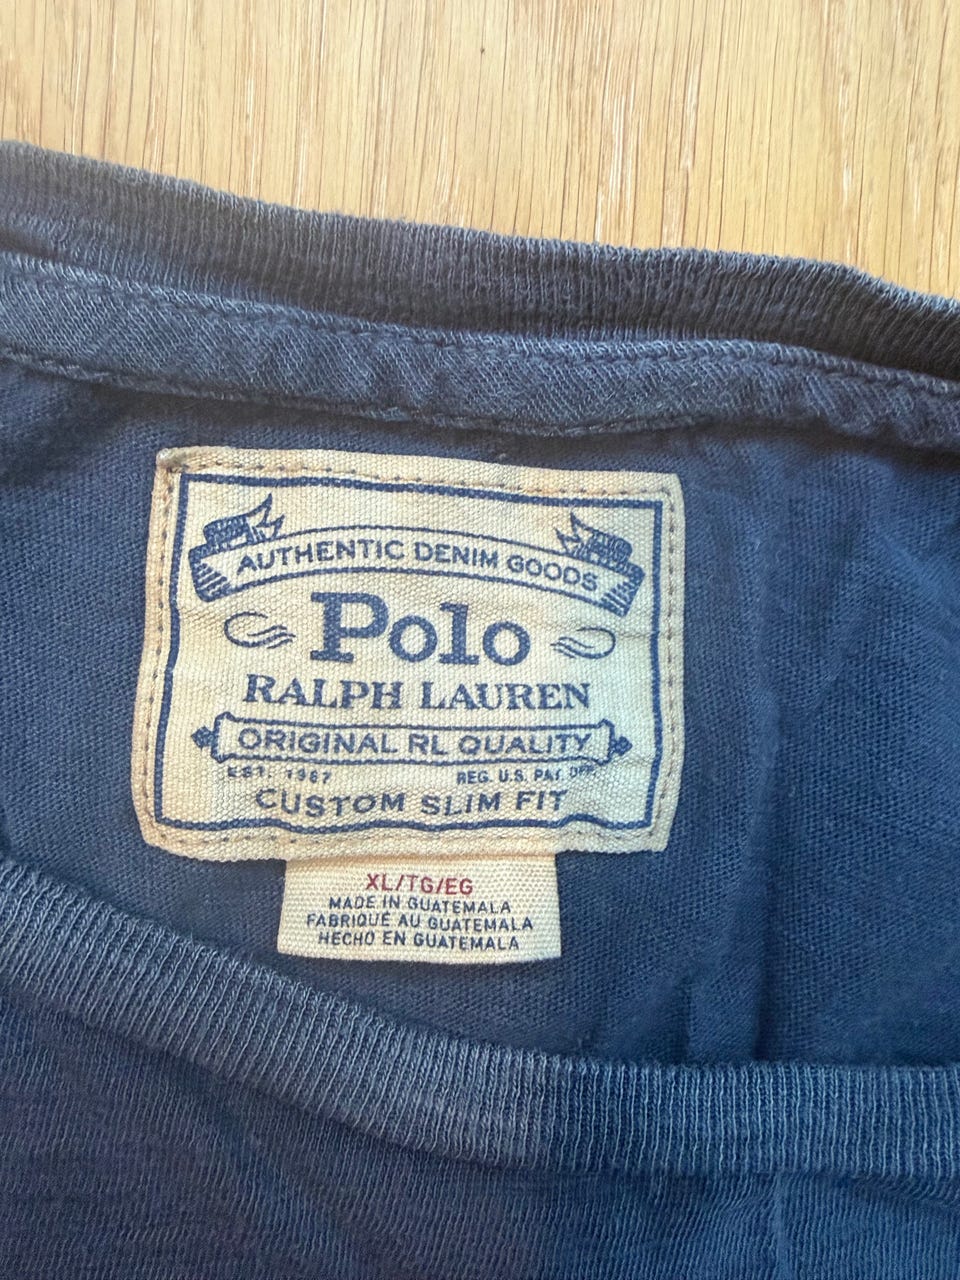 AUTHENTIC DENIM GOODS
Polo
RALPH LAUREN
ORIGINAL RL QUALITY
EST. 1967 REG. U.S. PAT. OFF.
CUSTOM SLIM FIT
XL/TG/EG
MADE IN GUATEMALA
FABRIQUÉ AU GUATEMALA
HECHO EN GUATEMALA